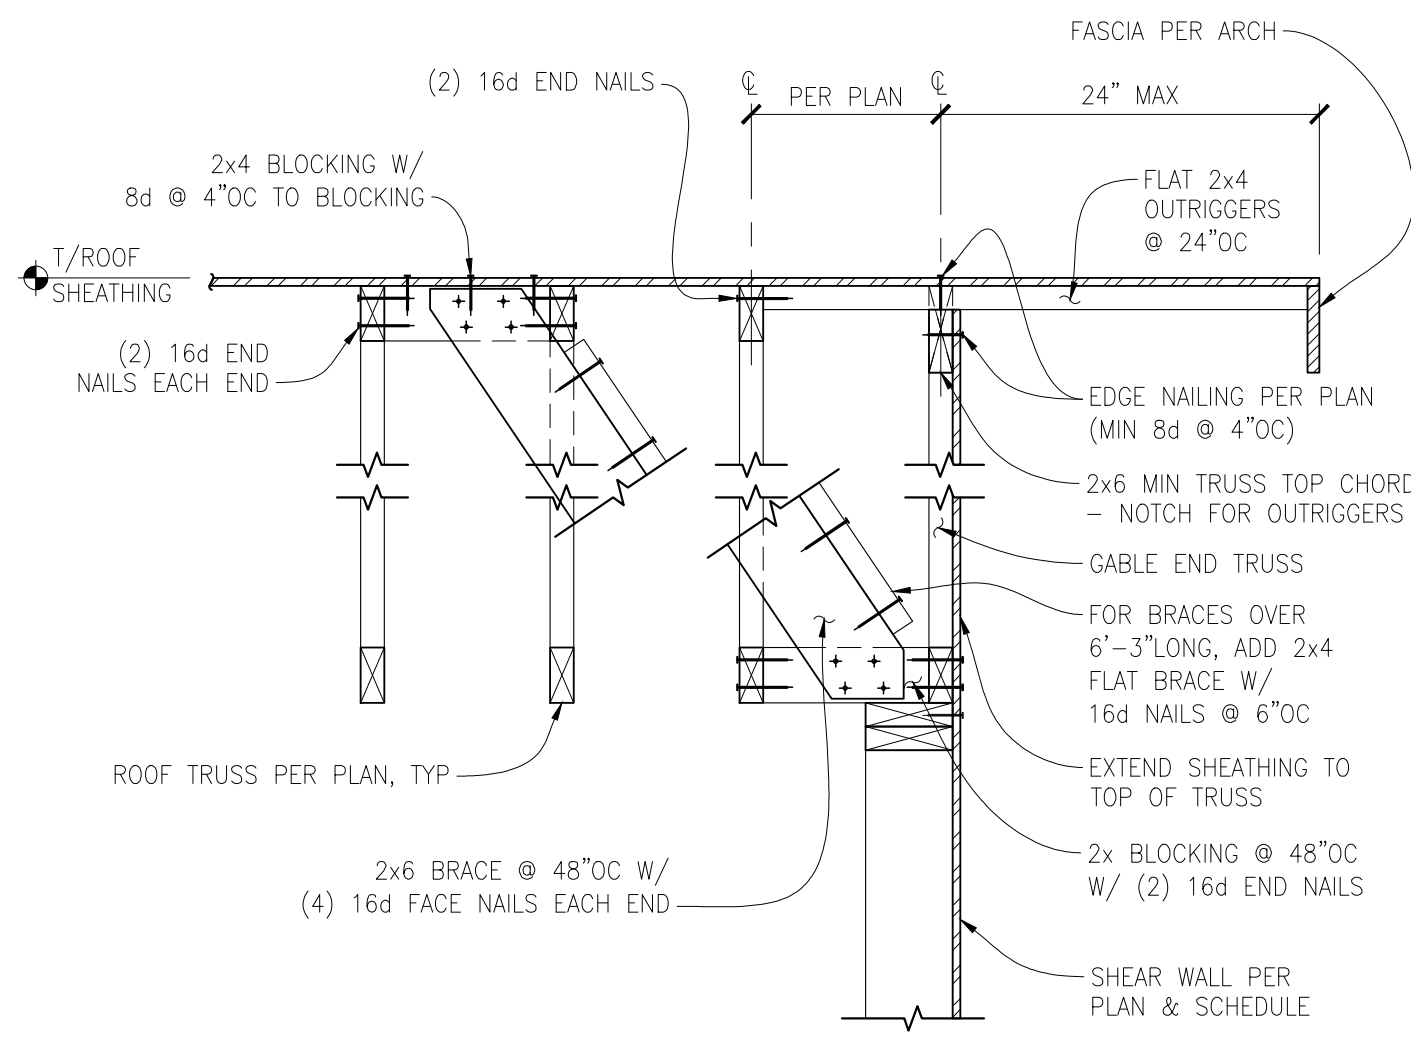 FASCIA PER ARCH
(2) 16d END NAILS
℄
℄
PER PLAN
24" MAX
2x4 BLOCKING W/
8d @ 4"OC TO BLOCKING
FLAT 2x4
OUTRIGGERS
@ 24"OC
T/ROOF
SHEATHING
(2) 16d END
NAILS EACH END
EDGE NAILING PER PLAN
(MIN 8d @ 4"OC)
2x6 MIN TRUSS TOP CHORD
– NOTCH FOR OUTRIGGERS
GABLE END TRUSS
FOR BRACES OVER
6'–3"LONG, ADD 2x4
FLAT BRACE W/
16d NAILS @ 6"OC
ROOF TRUSS PER PLAN, TYP
EXTEND SHEATHING TO
TOP OF TRUSS
2x6 BRACE @ 48"OC W/
(4) 16d FACE NAILS EACH END
2x BLOCKING @ 48"OC
W/ (2) 16d END NAILS
SHEAR WALL PER
PLAN & SCHEDULE